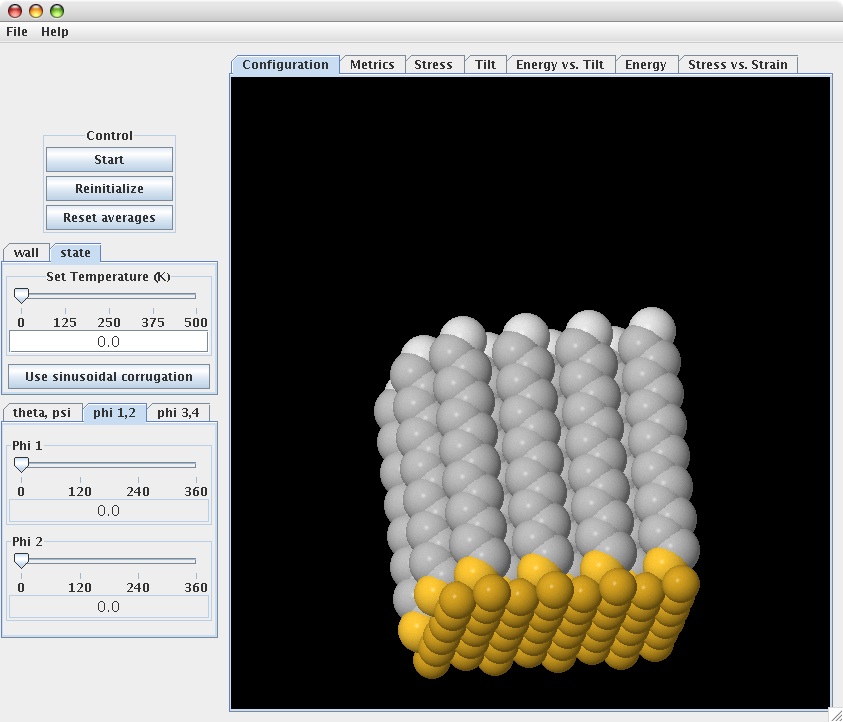 File Help
Configuration Metrics Stress Tilt Energy vs. Tilt Energy Stress vs. Strain
Control
Start
Reinitialize
Reset averages
wall state
Set Temperature (K)
0 125 250 375 500
0.0
Use sinusoidal corrugation
theta, psi phi 1,2 phi 3,4
Phi 1
0 120 240 360
0.0
Phi 2
0 120 240 360
0.0